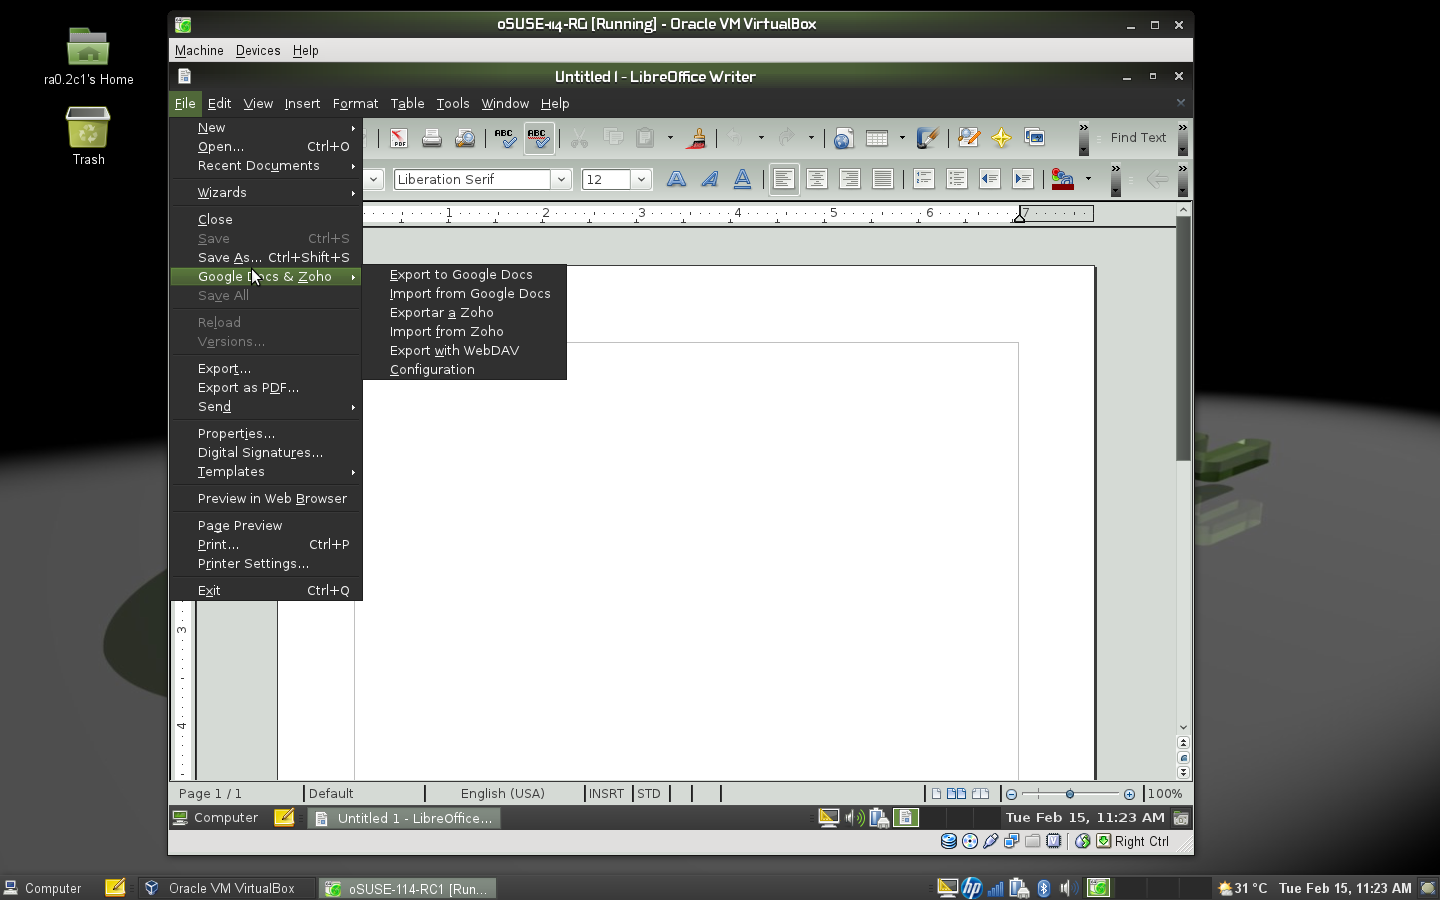 oSUSE-114-RC1 [Running] - Oracle VM VirtualBox
Machine Devices Help
ra0.2c1's Home
Trash
Untitled 1 - LibreOffice Writer
File Edit View Insert Format Table Tools Window Help
New
Open... Ctrl+O
Recent Documents
Wizards
Close
Save Ctrl+S
Save As... Ctrl+Shift+S
Google Docs & Zoho
Save All
Reload
Versions...
Export...
Export as PDF...
Send
Properties...
Digital Signatures...
Templates
Preview in Web Browser
Page Preview
Print... Ctrl+P
Printer Settings...
Exit Ctrl+Q
Export to Google Docs
Import from Google Docs
Exportar a Zoho
Import from Zoho
Export with WebDAV
Configuration
PDF ABC ABC Find Text
Liberation Serif 12
1 2 3 4 5 6 7
3
4
Page 1 / 1 Default English (USA) INSRT STD 100%
Computer Untitled 1 - LibreOffice... Tue Feb 15, 11:23 AM
Right Ctrl
Computer Oracle VM VirtualBox oSUSE-114-RC1 [Run... hp 31 °C Tue Feb 15, 11:23 AM